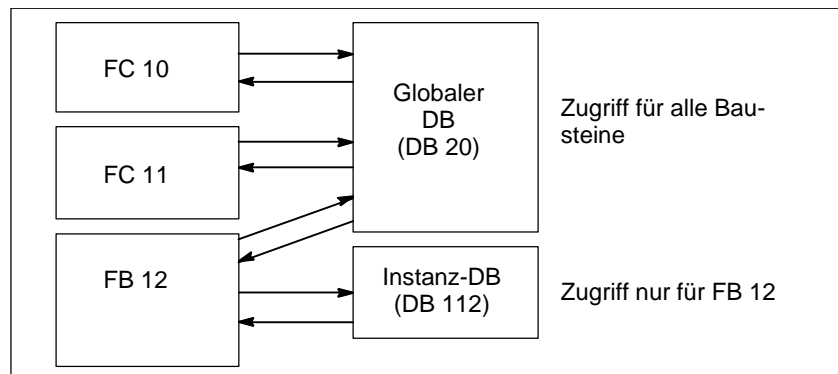 FC 10
Globaler
DB
(DB 20)
Zugriff für alle Bau-
steine
FC 11
FB 12
Instanz-DB
(DB 112)
Zugriff nur für FB 12